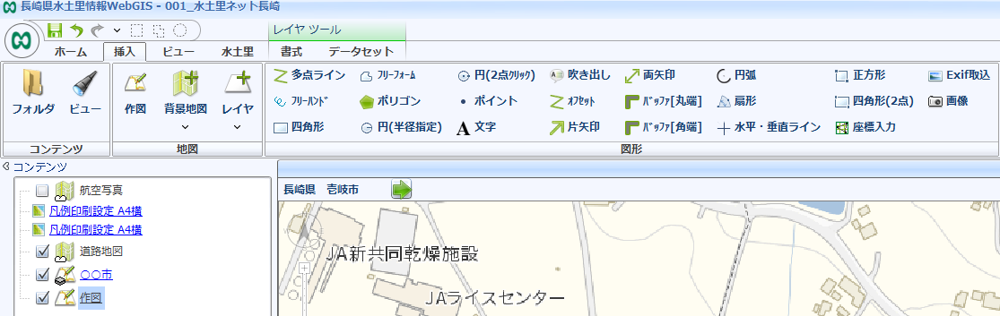 長崎県水土里情報WebGIS - 001_水土里ネット長崎
レイヤ ツール
ホーム 挿入 ビュー 水土里 書式 データセット
フォルダ ビュー 作図 背景地図 レイヤ
コンテンツ 地図
多点ライン フリーフォーム 円(2点クリック) 吹き出し 両矢印 円弧 正方形 Exif取込
フリーハンド ポリゴン ポイント オフセット バッファ[丸端] 扇形 四角形(2点) 画像
四角形 円(半径指定) A 文字 片矢印 バッファ[角端] 水平・垂直ライン 座標入力
図形
コンテンツ
航空写真
凡例印刷設定 A4横
凡例印刷設定 A4横
道路地図
〇〇市
作図
長崎県 壱岐市
JA新共同乾燥施設
JAライスセンター